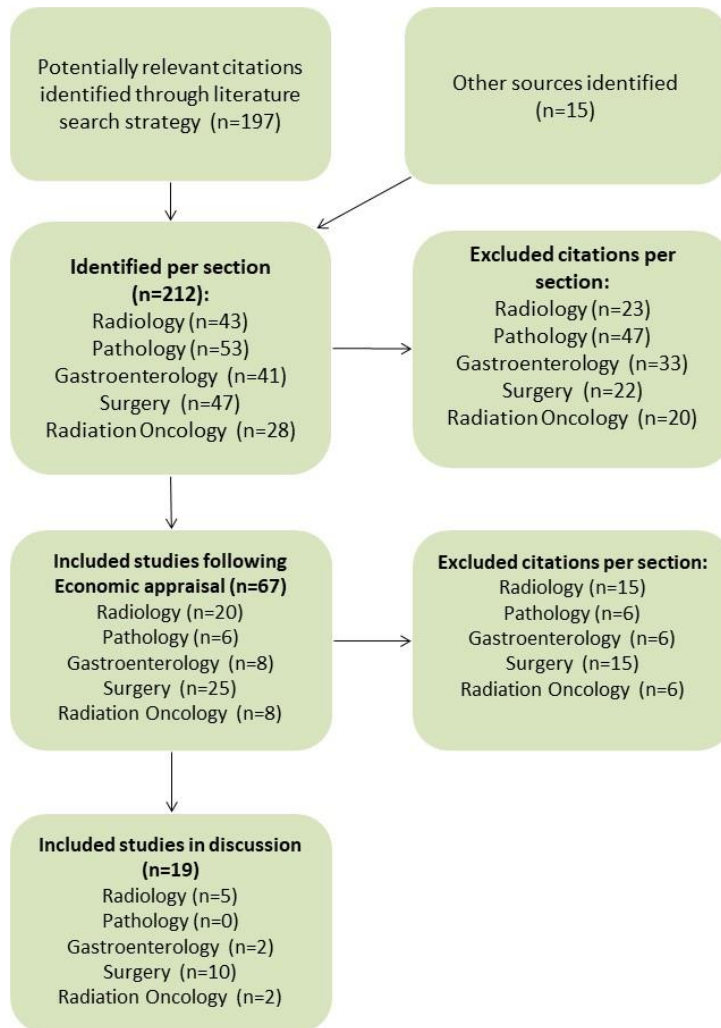 Potentially relevant citations
identified through literature
search strategy (n=197)
Other sources identified
(n=15)
Identified per section
(n=212):
Radiology (n=43)
Pathology (n=53)
Gastroenterology (n=41)
Surgery (n=47)
Radiation Oncology (n=28)
Excluded citations per
section:
Radiology (n=23)
Pathology (n=47)
Gastroenterology (n=33)
Surgery (n=22)
Radiation Oncology (n=20)
Included studies following
Economic appraisal (n=67)
Radiology (n=20)
Pathology (n=6)
Gastroenterology (n=8)
Surgery (n=25)
Radiation Oncology (n=8)
Excluded citations per section:
Radiology (n=15)
Pathology (n=6)
Gastroenterology (n=6)
Surgery (n=15)
Radiation Oncology (n=6)
Included studies in discussion
(n=19)
Radiology (n=5)
Pathology (n=0)
Gastroenterology (n=2)
Surgery (n=10)
Radiation Oncology (n=2)